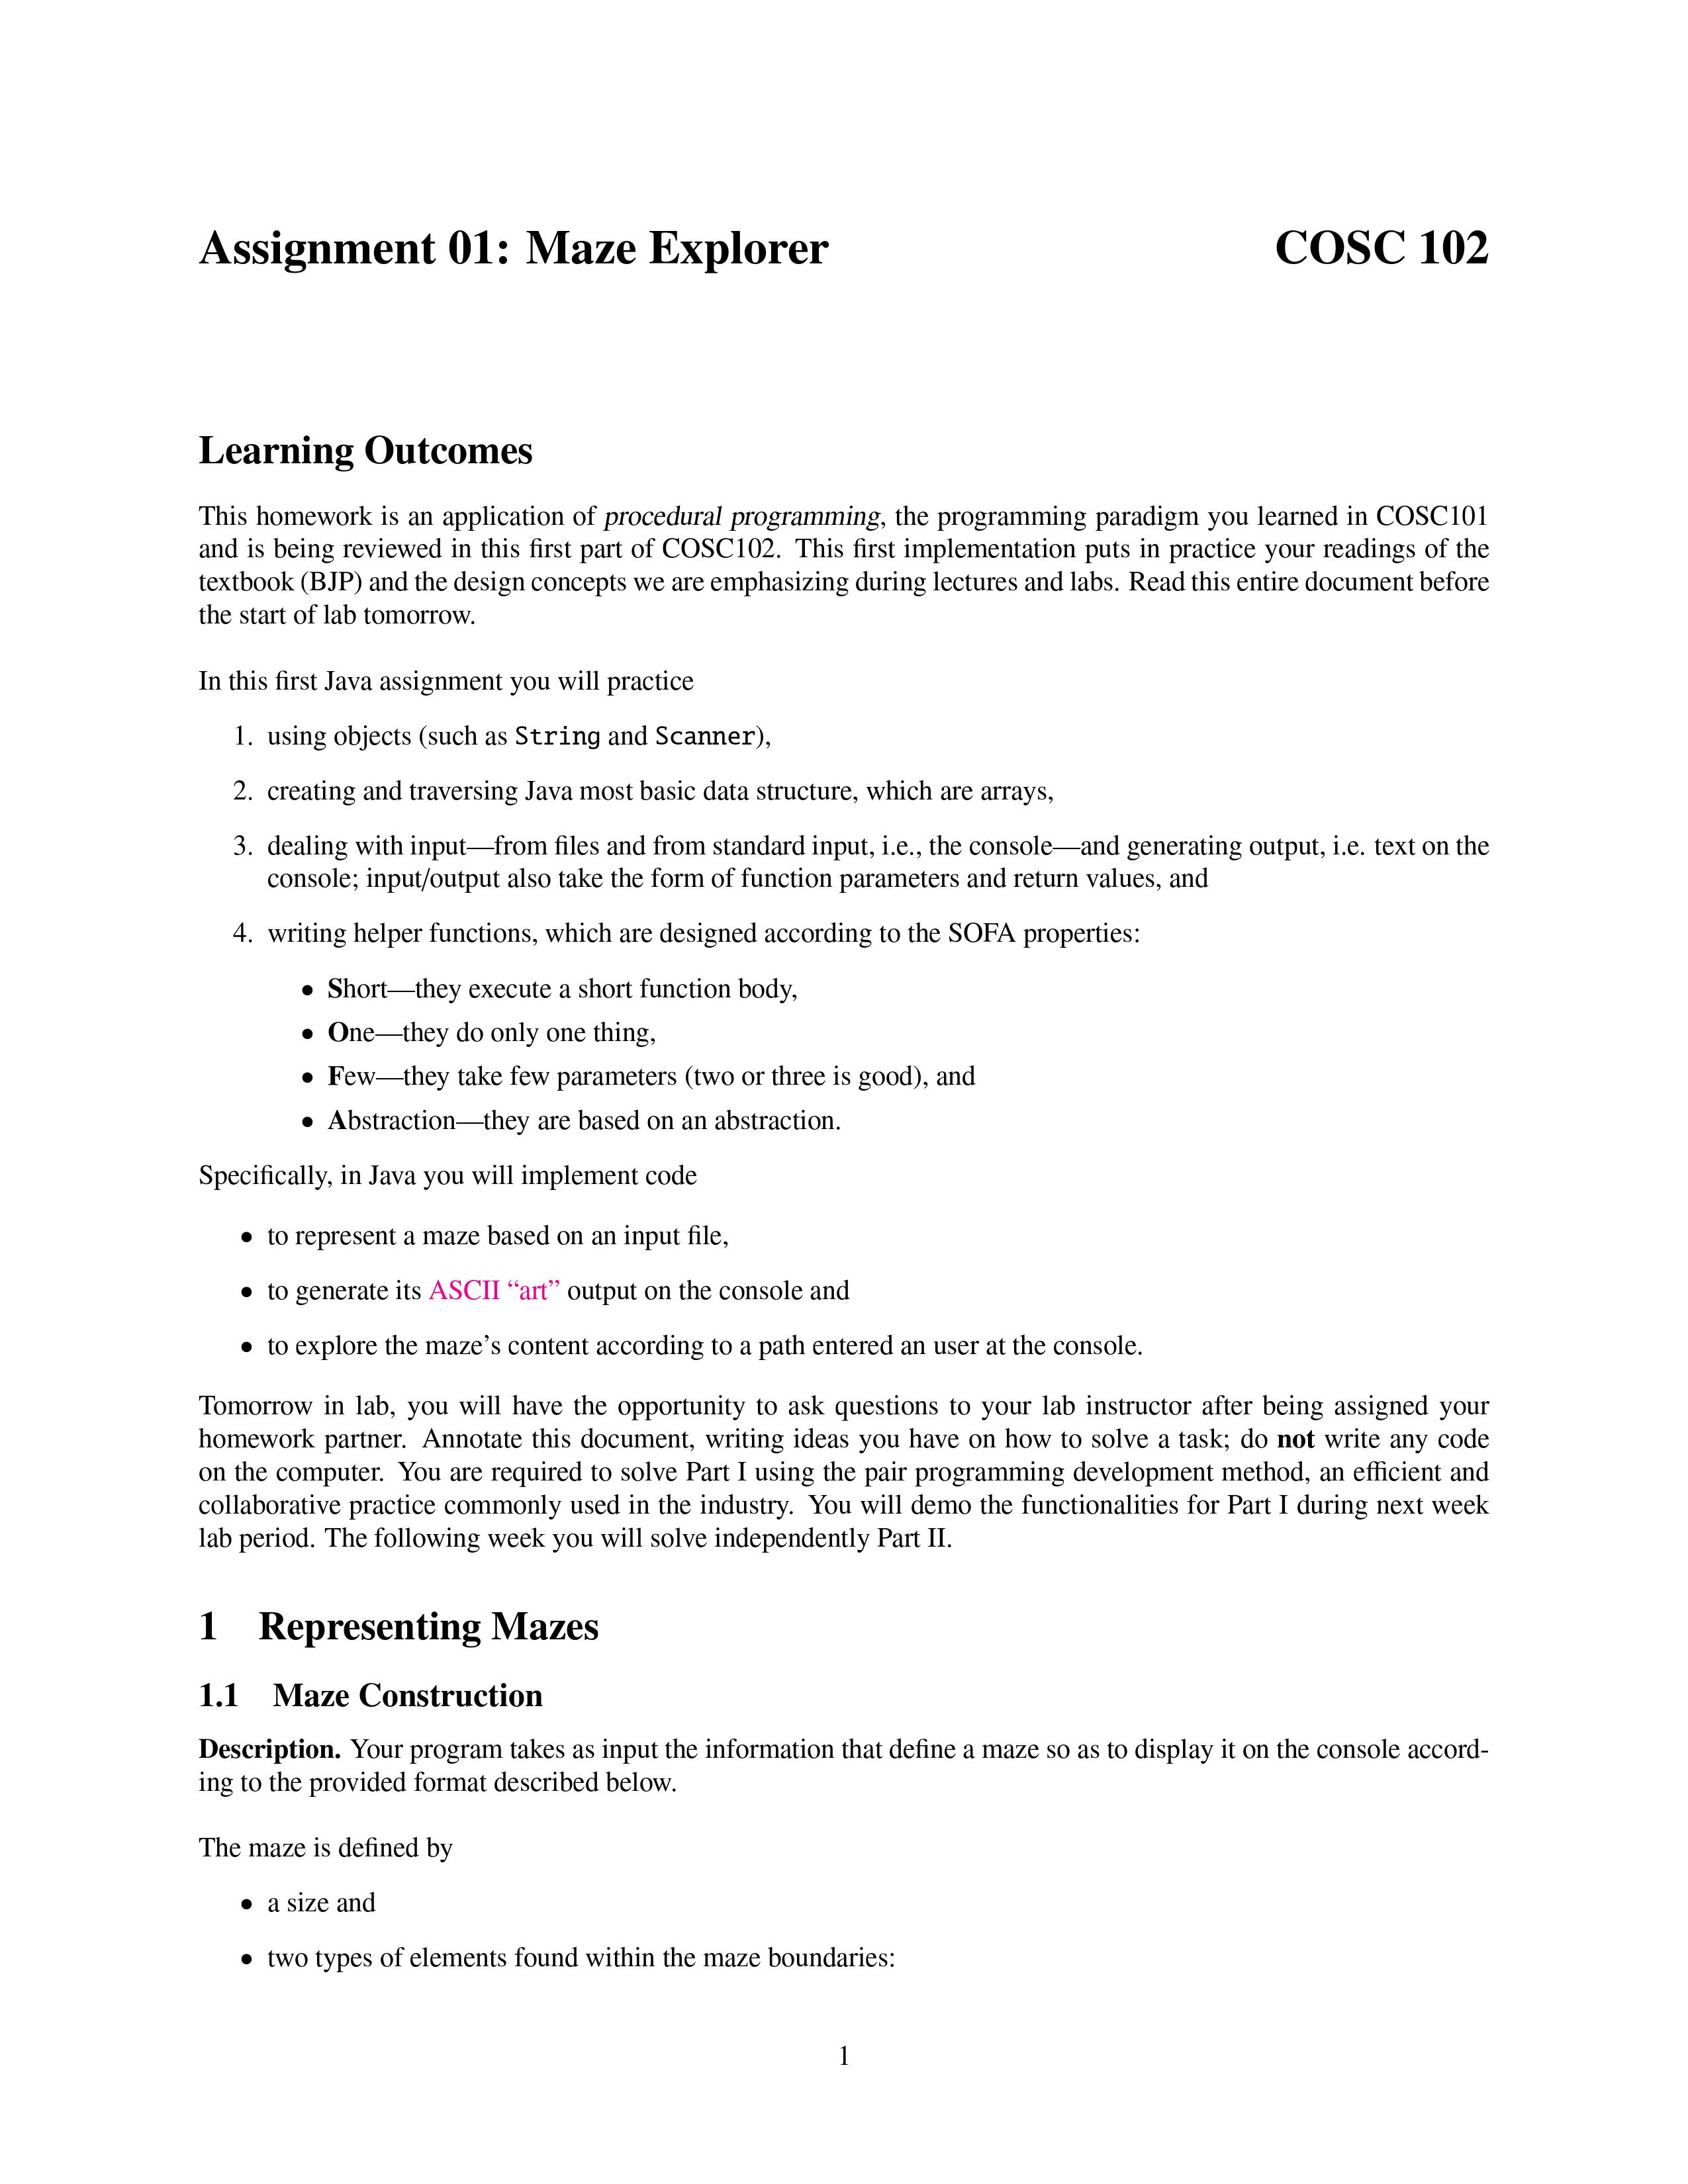 Assignment 01: Maze Explorer COSC 102
Learning Outcomes
This homework is an application of procedural programming, the programming paradigm you learned in COSC101
and is being reviewed in this first part of COSC102. This first implementation puts in practice your readings of the
textbook (BJP) and the design concepts we are emphasizing during lectures and labs. Read this entire document before
the start of lab tomorrow.
In this first Java assignment you will practice
1. using objects (such as String and Scanner),
2. creating and traversing Java most basic data structure, which are arrays,
3. dealing with input—from files and from standard input, i.e., the console—and generating output, i.e. text on the
console; input/output also take the form of function parameters and return values, and
4. writing helper functions, which are designed according to the SOFA properties:
• Short—they execute a short function body,
• One—they do only one thing,
• Few—they take few parameters (two or three is good), and
• Abstraction—they are based on an abstraction.
Specifically, in Java you will implement code
• to represent a maze based on an input file,
• to generate its ASCII “art” output on the console and
• to explore the maze’s content according to a path entered an user at the console.
Tomorrow in lab, you will have the opportunity to ask questions to your lab instructor after being assigned your
homework partner. Annotate this document, writing ideas you have on how to solve a task; do not write any code
on the computer. You are required to solve Part I using the pair programming development method, an efficient and
collaborative practice commonly used in the industry. You will demo the functionalities for Part I during next week
lab period. The following week you will solve independently Part II.
1 Representing Mazes
1.1 Maze Construction
Description. Your program takes as input the information that define a maze so as to display it on the console accord-
ing to the provided format described below.
The maze is defined by
• a size and
• two types of elements found within the maze boundaries:
1